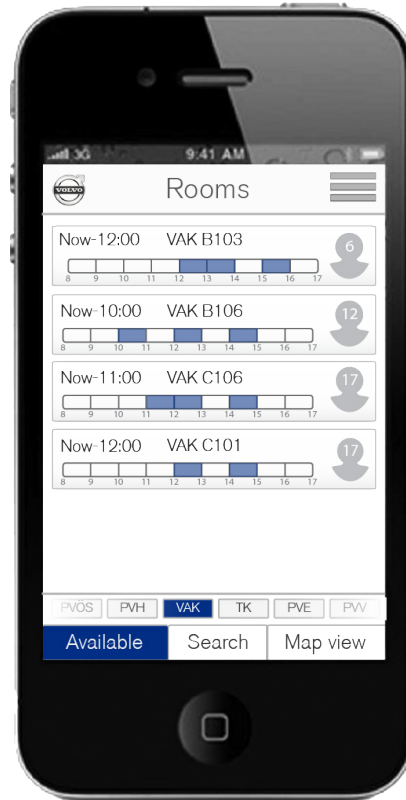 3G 9:41 AM
VOLVO Rooms
Now-12:00 VAK B103 6
8 9 10 11 12 13 14 15 16 17
Now-10:00 VAK B106 12
8 9 10 11 12 13 14 15 16 17
Now-11:00 VAK C106 17
8 9 10 11 12 13 14 15 16 17
Now-12:00 VAK C101 17
8 9 10 11 12 13 14 15 16 17
PVÖS PVH VAK TK PVE PVV
Available Search Map view